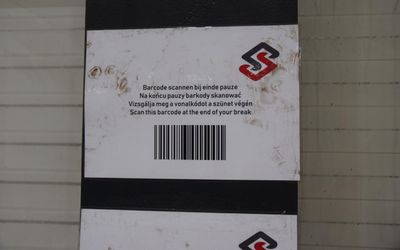 Barcode scannen bij einde pauze
Na końcu pauzy barkody skanować
Vizsgálja meg a vonalkódot a szünet végén
Scan this barcode at the end of your break